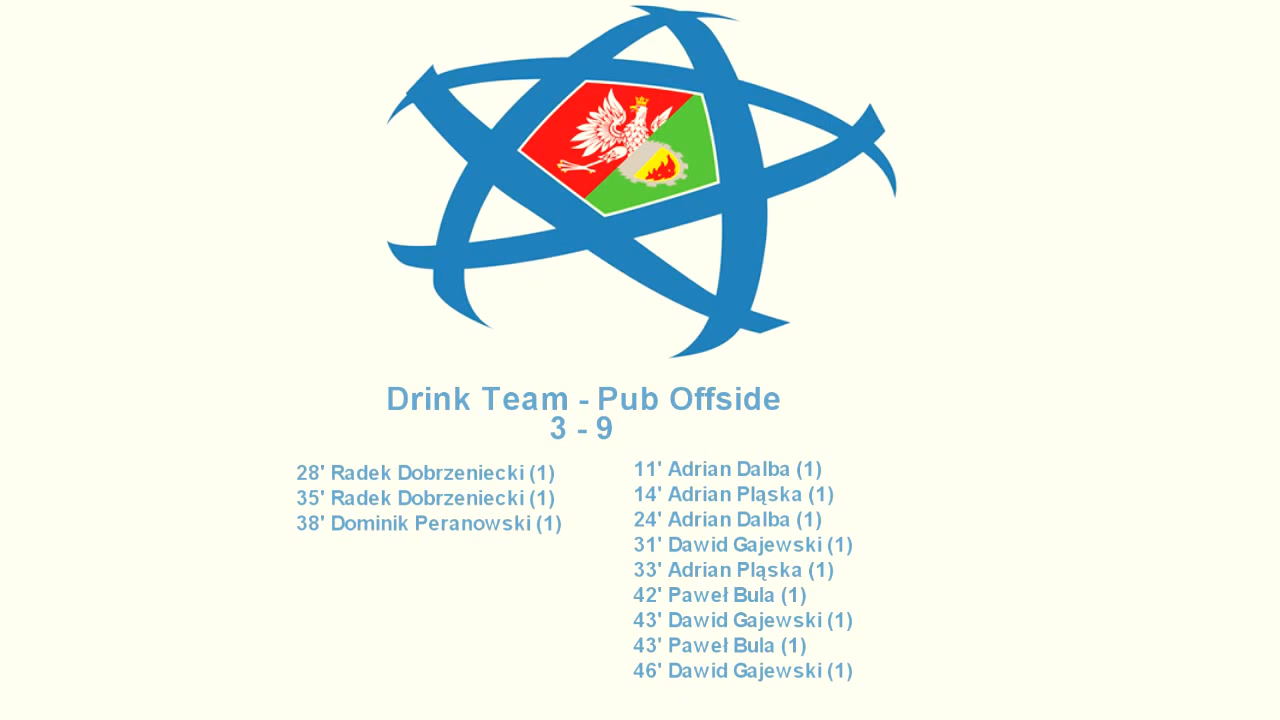 Drink Team - Pub Offside
3 - 9
28' Radek Dobrzeniecki (1)
35' Radek Dobrzeniecki (1)
38' Dominik Peranowski (1)
11' Adrian Dalba (1)
14' Adrian Pląska (1)
24' Adrian Dalba (1)
31' Dawid Gajewski (1)
33' Adrian Pląska (1)
42' Paweł Bula (1)
43' Dawid Gajewski (1)
43' Paweł Bula (1)
46' Dawid Gajewski (1)